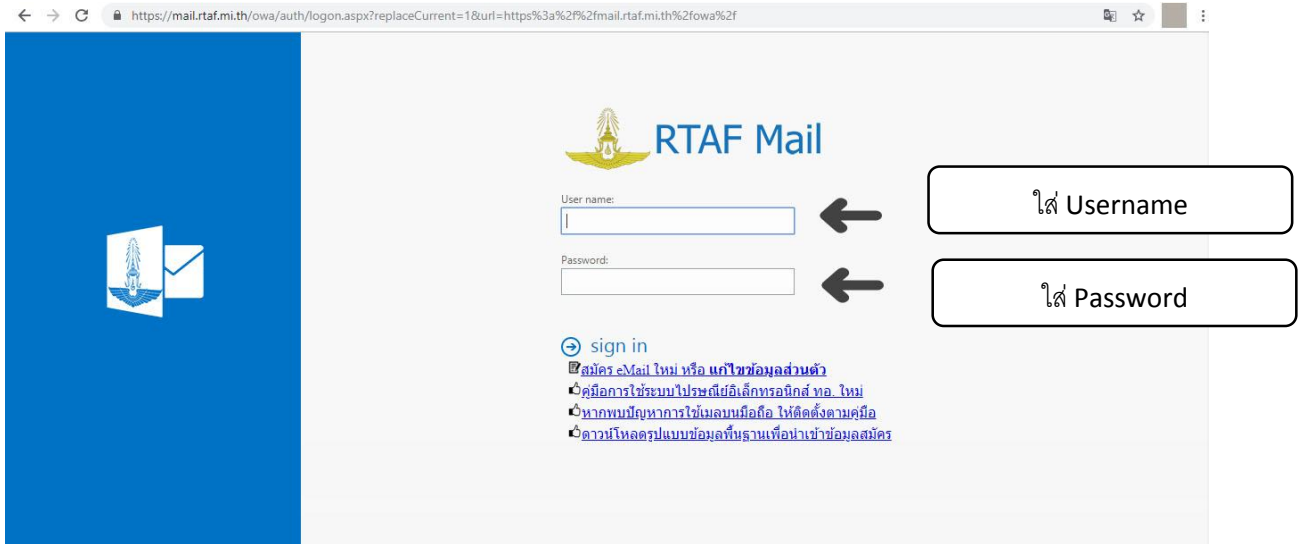 https://mail.rtaf.mi.th/owa/auth/logon.aspx?replaceCurrent=1&url=https%3a%2f%2fmail.rtaf.mi.th%2fowa%2f
RTAF Mail
User name:
ใส่ Username
Password:
ใส่ Password
sign in
สมัคร eMail ใหม่ หรือ แก้ไขข้อมูลส่วนตัว
คู่มือการใช้ระบบไปรษณีย์อิเล็กทรอนิกส์ ทอ. ใหม่
หากพบปัญหาการใช้เมลบนมือถือ ให้ติดตั้งตามคู่มือ
ดาวน์โหลดรูปแบบข้อมูลพื้นฐานเพื่อนำเข้าข้อมูลสมัคร